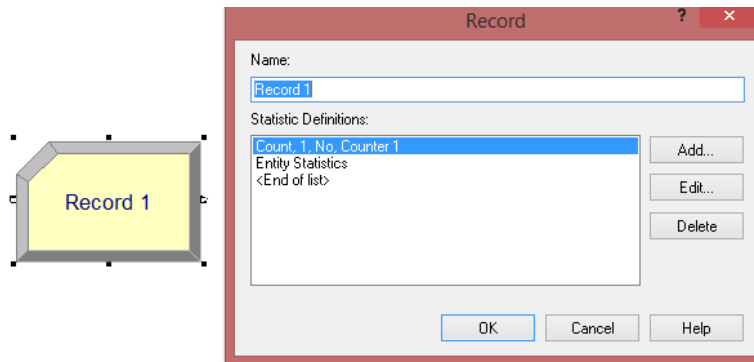 Record 1
Record
?
Name:
Record 1
Statistic Definitions:
Count, 1, No, Counter 1
Entity Statistics
<End of list>
Add...
Edit...
Delete
OK
Cancel
Help